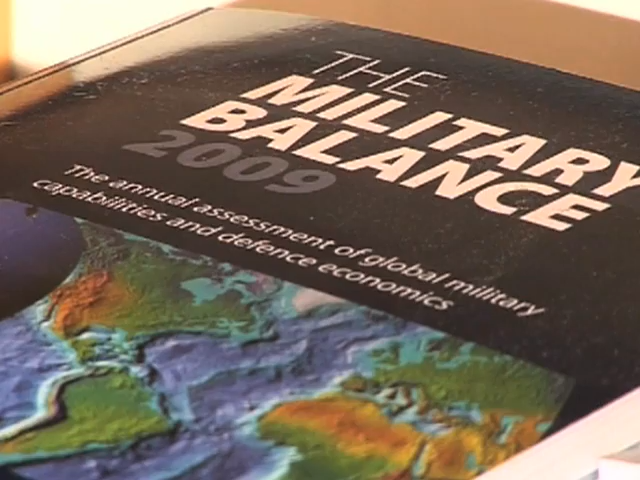 THE
MILITARY
BALANCE
2009
The annual assessment of global military
capabilities and defence economics